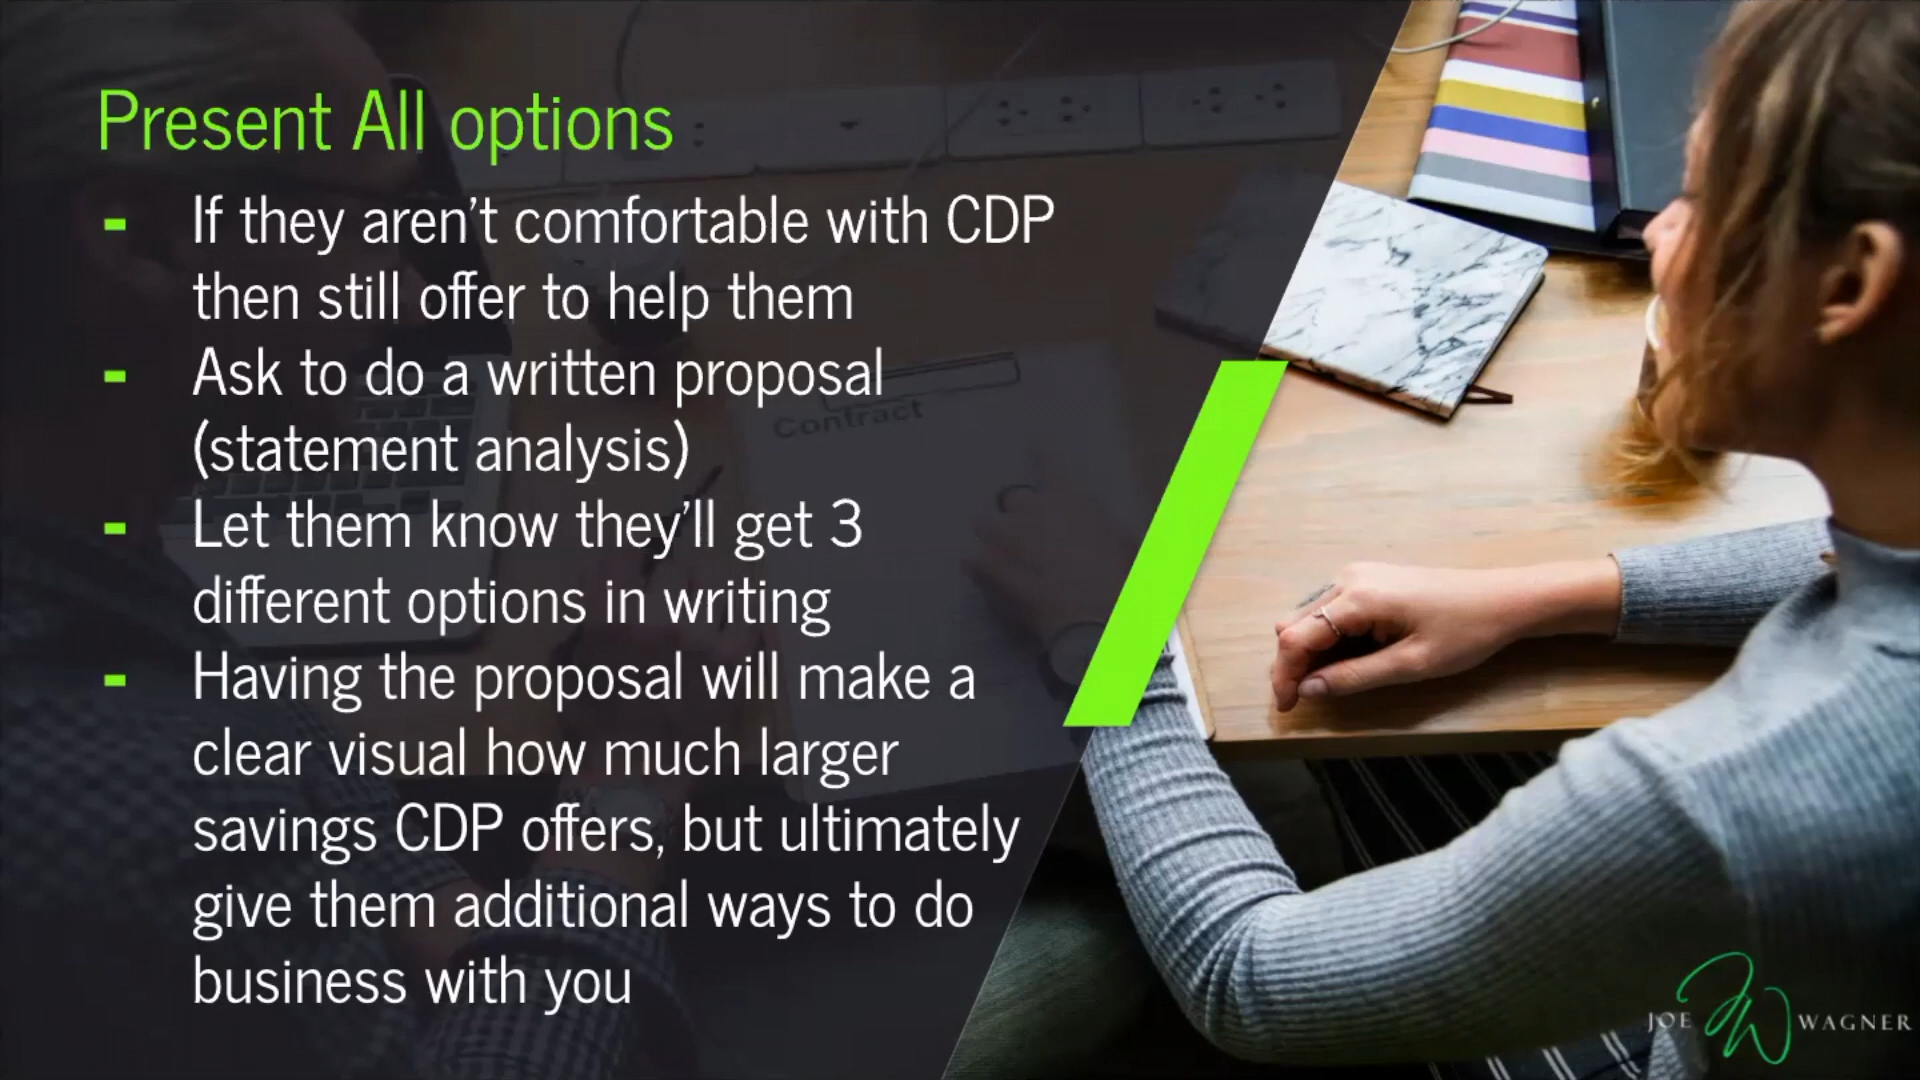 Present All options
- If they aren't comfortable with CDP
then still offer to help them
- Ask to do a written proposal
(statement analysis)
- Let them know they'll get 3
different options in writing
- Having the proposal will make a
clear visual how much larger
savings CDP offers, but ultimately
give them additional ways to do
business with you
Contract
JOE JW WAGNER